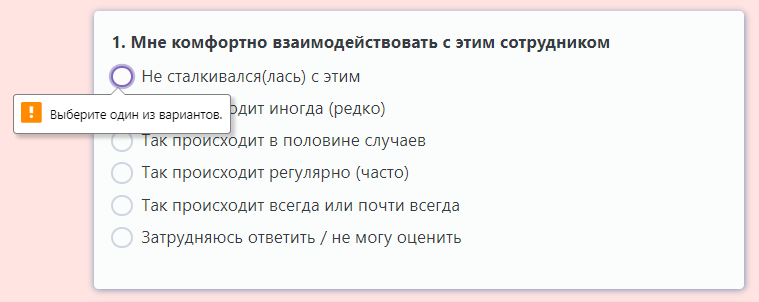 1. Мне комфортно взаимодействовать с этим сотрудником
Не сталкивался(лась) с этим
Выберите один из вариантов.
иногда (редко)
Так происходит в половине случаев
Так происходит регулярно (часто)
Так происходит всегда или почти всегда
Затрудняюсь ответить / не могу оценить